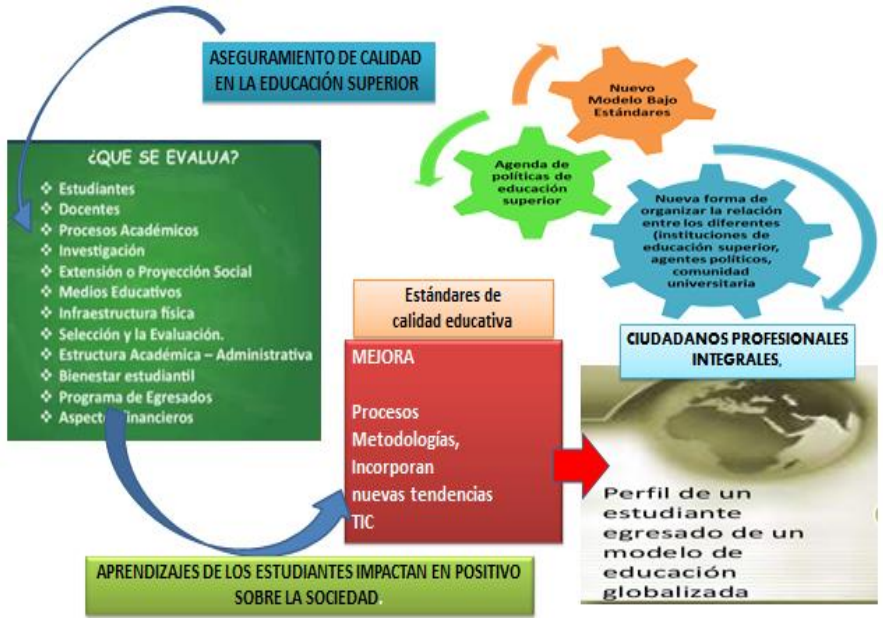 ASEGURAMIENTO DE CALIDAD
EN LA EDUCACIÓN SUPERIOR
¿QUE SE EVALUA?
❖ Estudiantes
❖ Docentes
❖ Procesos Académicos
❖ Investigación
❖ Extensión o Proyección Social
❖ Medios Educativos
❖ Infraestructura física
❖ Selección y la Evaluación.
❖ Estructura Académica – Administrativa
❖ Bienestar estudiantil
❖ Programa de Egresados
❖ Aspectos Financieros
Nuevo
Modelo Bajo
Estándares
Agenda de
políticas de
educación
superior
Nueva forma de
organizar la relación
entre los diferentes
(instituciones de
educación superior,
agentes políticos,
comunidad
universitaria
Estándares de
calidad educativa
MEJORA
Procesos
Metodologías,
Incorporan
nuevas tendencias
TIC
CIUDADANOS PROFESIONALES
INTEGRALES,
Perfil de un
estudiante
egresado de un
modelo de
educación
globalizada
APRENDIZAJES DE LOS ESTUDIANTES IMPACTAN EN POSITIVO
SOBRE LA SOCIEDAD.